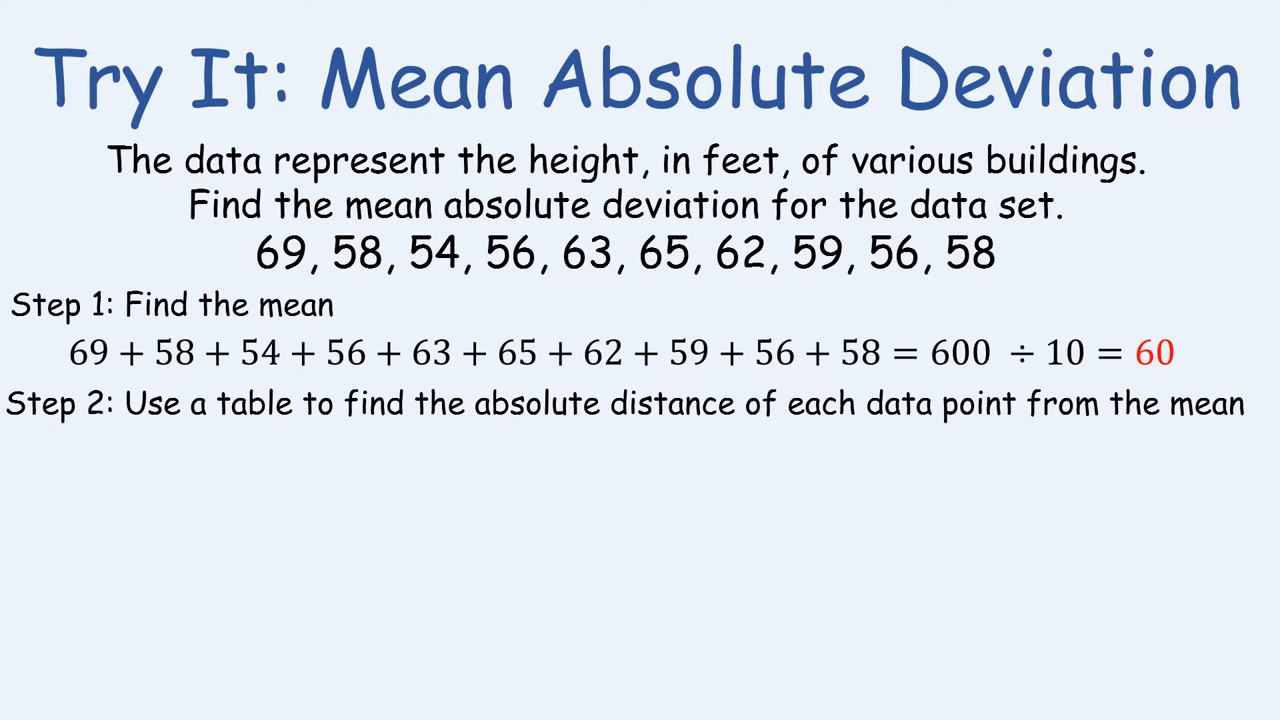 Try It: Mean Absolute Deviation
The data represent the height, in feet, of various buildings.
Find the mean absolute deviation for the data set.
69, 58, 54, 56, 63, 65, 62, 59, 56, 58
Step 1: Find the mean
69 + 58 + 54 + 56 + 63 + 65 + 62 + 59 + 56 + 58 = 600 ÷ 10 = 60
Step 2: Use a table to find the absolute distance of each data point from the mean